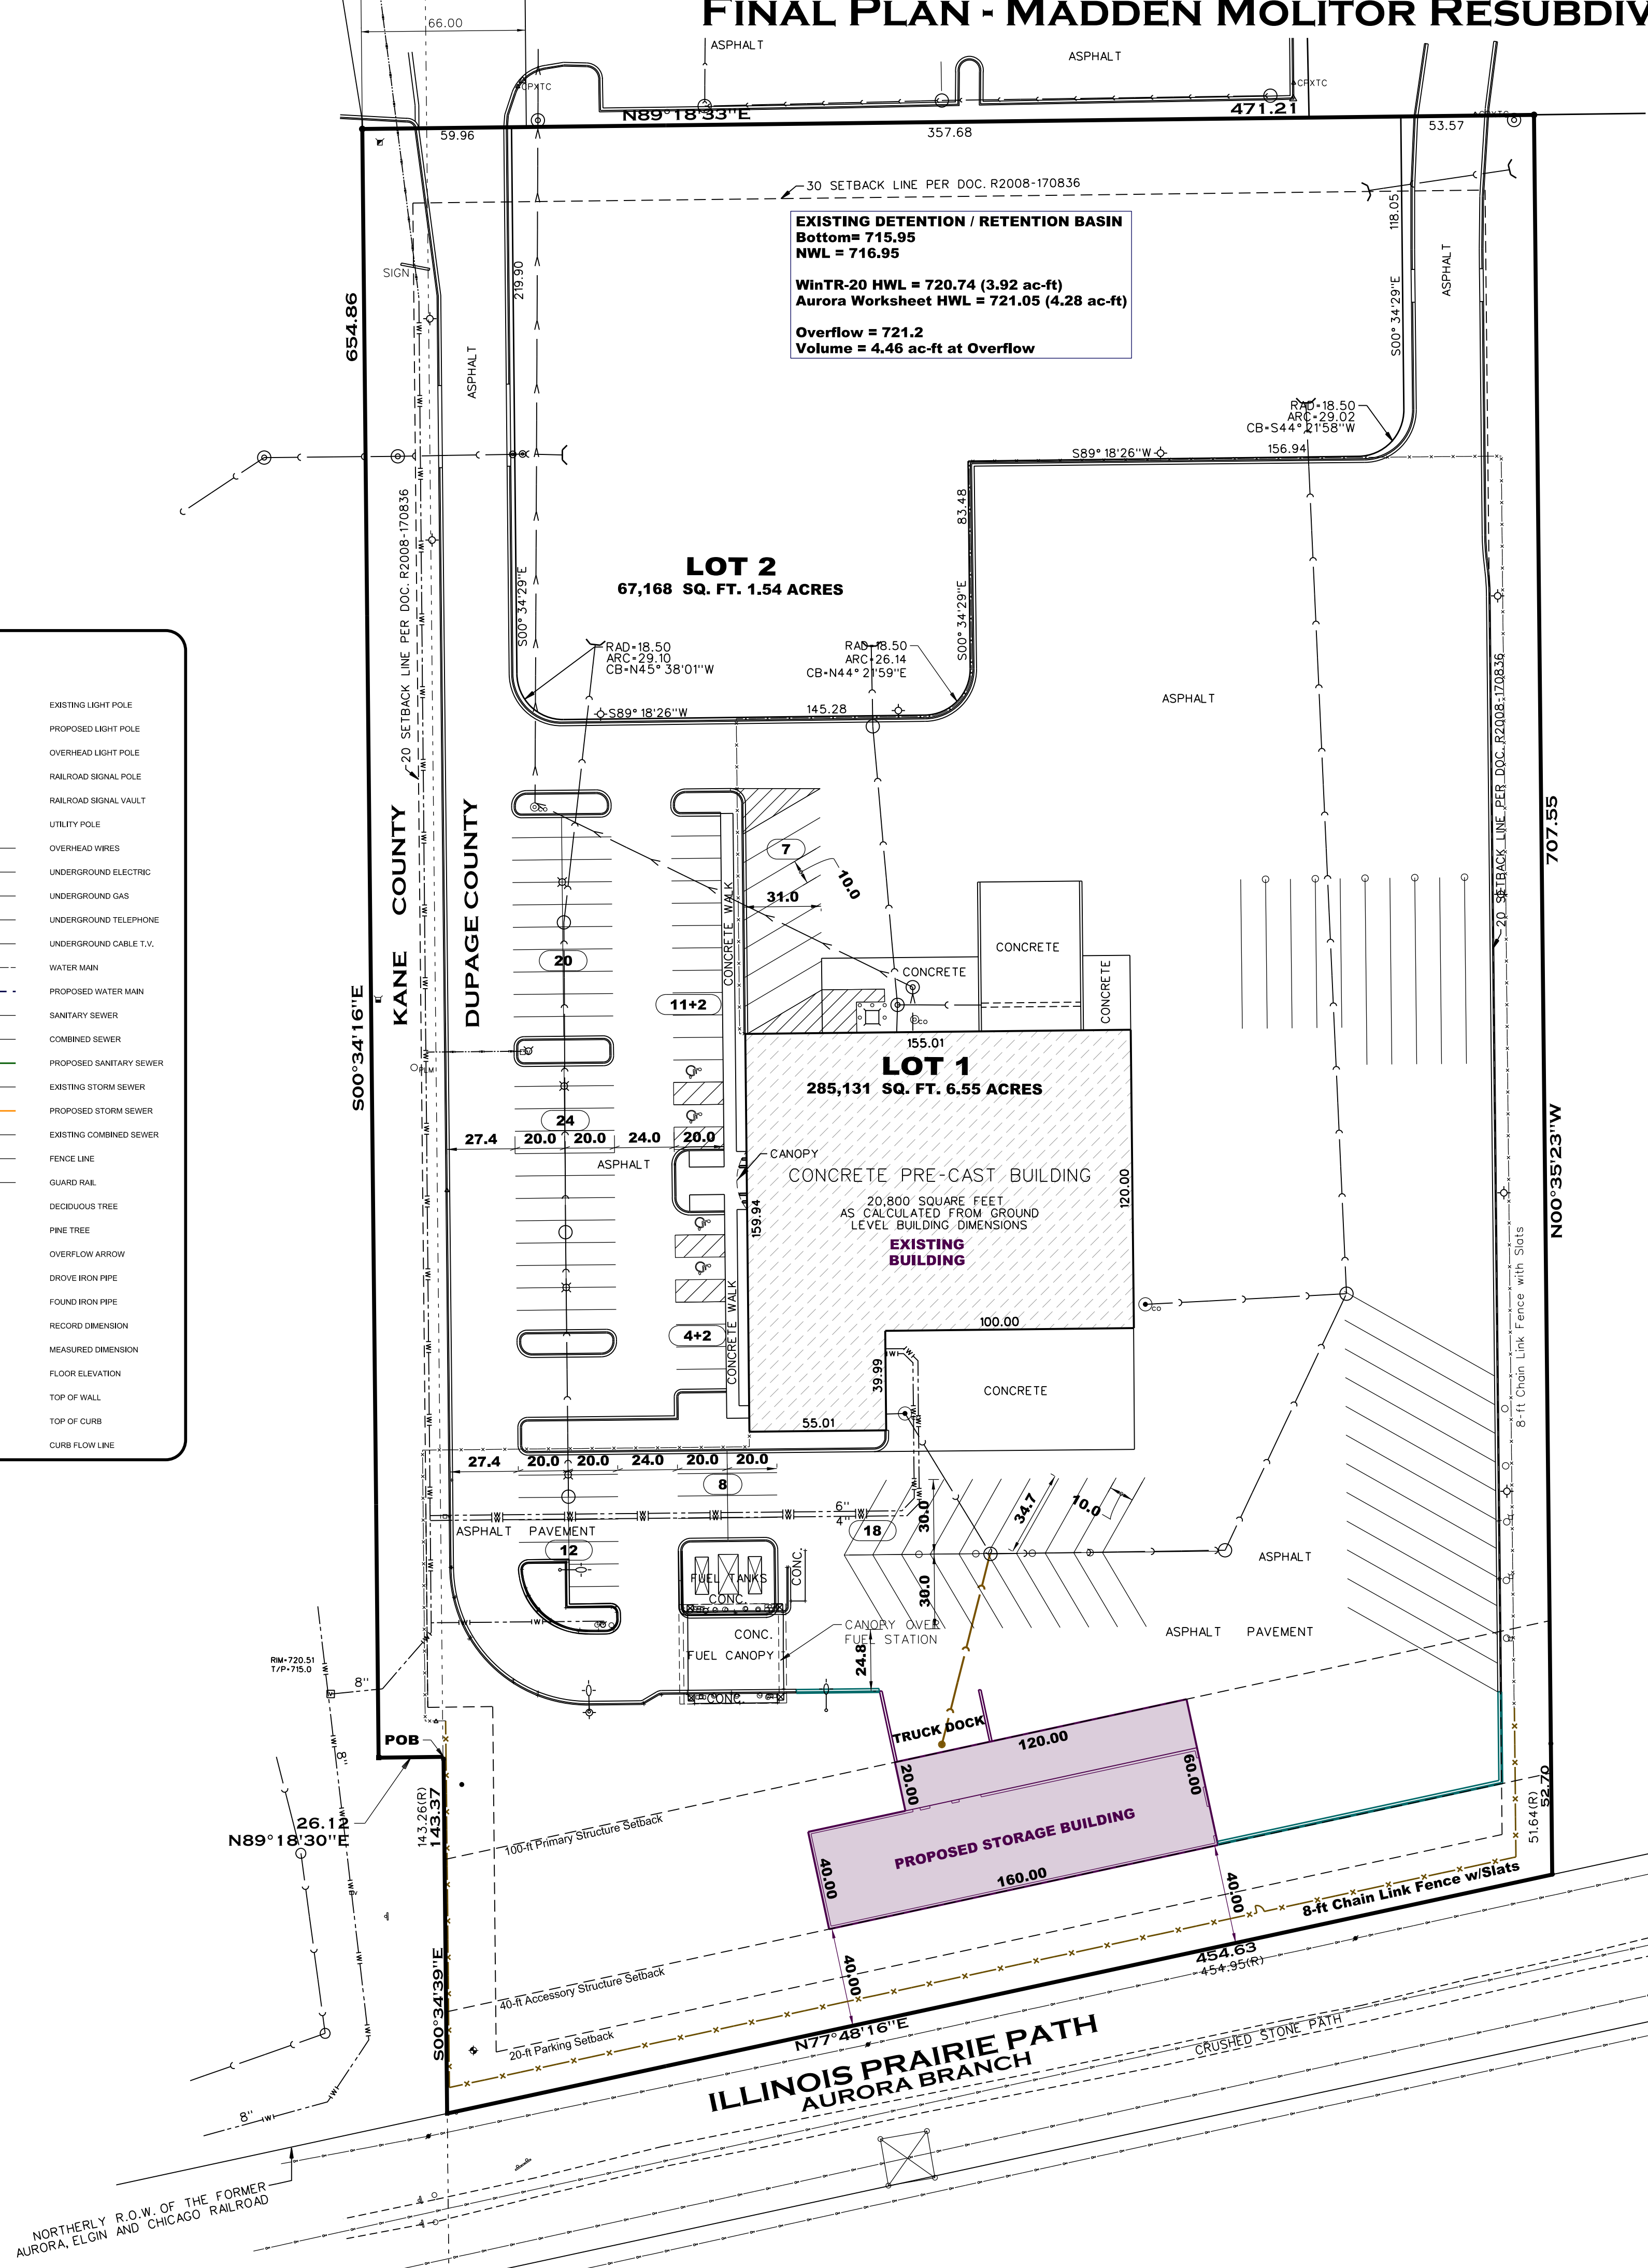 FINAL PLAN - MADDEN MOLITOR RESUBDIV
66.00
ASPHALT
ASPHALT
CPXTC
CPXTC
N89°18'33"E
471.21
59.96
357.68
53.57
30 SETBACK LINE PER DOC. R2008-170836
EXISTING DETENTION / RETENTION BASIN
Bottom= 715.95
NWL = 716.95
WinTR-20 HWL = 720.74 (3.92 ac-ft)
Aurora Worksheet HWL = 721.05 (4.28 ac-ft)
Overflow = 721.2
Volume = 4.46 ac-ft at Overflow
118.05
S00° 34'29"E
ASPHALT
SIGN
219.90
654.86
ASPHALT
RAD=18.50
ARC=29.02
CB=S44° 21'58"W
S89° 18'26"W
156.94
83.48
S00° 34'29"E
20 SETBACK LINE PER DOC. R2008-170836
LOT 2
67,168 SQ. FT. 1.54 ACRES
S00° 34'29"E
RAD=18.50
ARC=29.10
CB=N45° 38'01"W
RAD=18.50
ARC=26.14
CB=N44° 21'59"E
S89° 18'26"W
145.28
ASPHALT
20 SETBACK LINE PER DOC. R2008-170836
EXISTING LIGHT POLE
PROPOSED LIGHT POLE
OVERHEAD LIGHT POLE
RAILROAD SIGNAL POLE
RAILROAD SIGNAL VAULT
UTILITY POLE
OVERHEAD WIRES
UNDERGROUND ELECTRIC
UNDERGROUND GAS
UNDERGROUND TELEPHONE
UNDERGROUND CABLE T.V.
WATER MAIN
PROPOSED WATER MAIN
SANITARY SEWER
COMBINED SEWER
PROPOSED SANITARY SEWER
EXISTING STORM SEWER
PROPOSED STORM SEWER
EXISTING COMBINED SEWER
FENCE LINE
GUARD RAIL
DECIDUOUS TREE
PINE TREE
OVERFLOW ARROW
DROVE IRON PIPE
FOUND IRON PIPE
RECORD DIMENSION
MEASURED DIMENSION
FLOOR ELEVATION
TOP OF WALL
TOP OF CURB
CURB FLOW LINE
KANE COUNTY
DUPAGE COUNTY
S00°34'16"E
707.55
N00°35'23"W
7
10.0
31.0
CONCRETE WALK
20
11+2
CONCRETE
CONCRETE
CONCRETE
CO
155.01
LOT 1
285,131 SQ. FT. 6.55 ACRES
24
27.4
20.0
20.0
24.0
20.0
ASPHALT
CANOPY
CONCRETE PRE-CAST BUILDING
20,800 SQUARE FEET
AS CALCULATED FROM GROUND
LEVEL BUILDING DIMENSIONS
EXISTING
BUILDING
159.94
120.00
CO
100.00
4+2
CONCRETE WALK
39.99
CONCRETE
55.01
8-ft Chain Link Fence with Slats
27.4
20.0
20.0
24.0
20.0
20.0
8
6"
4"
18
30.0
34.7
10.0
ASPHALT PAVEMENT
12
30.0
ASPHALT
FUEL TANKS
CONC.
CONC.
CONC.
FUEL CANOPY
CONC.
CANOPY OVER
FUEL STATION
24.8
ASPHALT PAVEMENT
RIM=720.51
T/P=715.0
8"
8"
POB
TRUCK DOCK
120.00
20.00
60.00
26.12
N89°18'30"E
143.26(R)
143.37
100-ft Primary Structure Setback
PROPOSED STORAGE BUILDING
40.00
160.00
40.00
51.64(R)
52.70
8-ft Chain Link Fence w/Slats
S00°34'39"E
40-ft Accessory Structure Setback
40.00
454.63
454.95(R)
20-ft Parking Setback
N77°48'16"E
ILLINOIS PRAIRIE PATH
AURORA BRANCH
CRUSHED STONE PATH
8"
NORTHERLY R.O.W. OF THE FORMER
AURORA, ELGIN AND CHICAGO RAILROAD